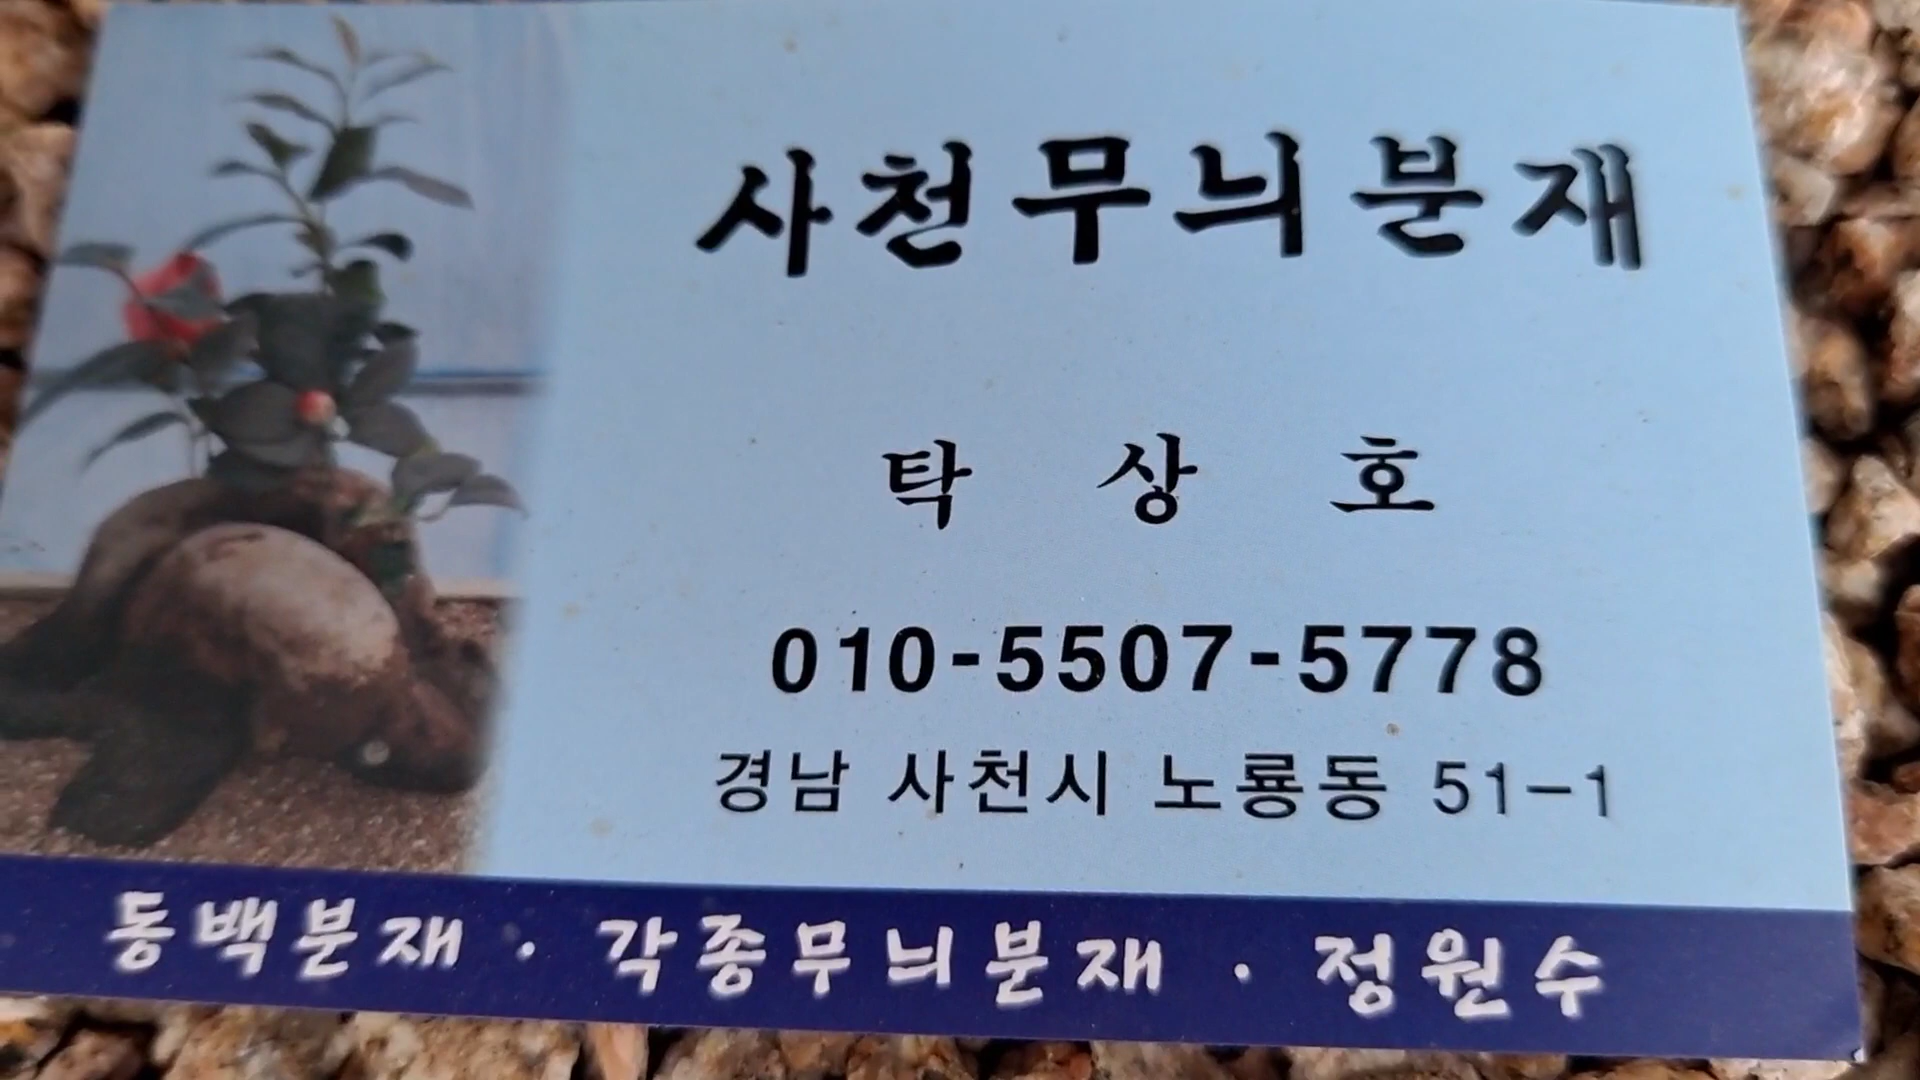 사천무늬분재
탁 상 호
010-5507-5778
경남 사천시 노룡동 51-1
동백분재 · 각종무늬분재 · 정원수